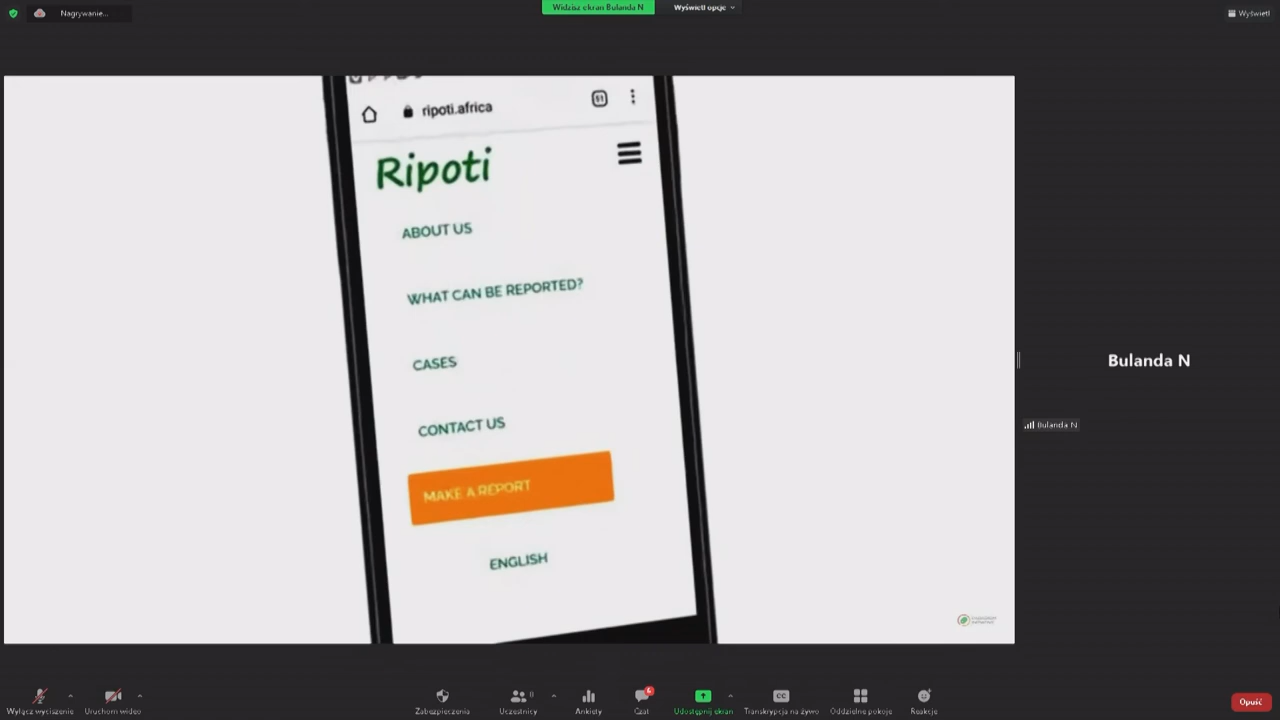 Nagrywanie...
Widzisz ekran Bulanda N
Wyświetl opcje
Wyświetl
ripoti.africa
Ripoti
ABOUT US
WHAT CAN BE REPORTED?
CASES
CONTACT US
MAKE A REPORT
ENGLISH
Bulanda N
Bulanda N
Wyłącz wyciszenie
Uruchom wideo
Zabezpieczenia
Uczestnicy
Ankiety
6
Czat
Udostępnij ekran
CC
Transkrypcja na żywo
Oddzielne pokoje
Reakcje
Opuść